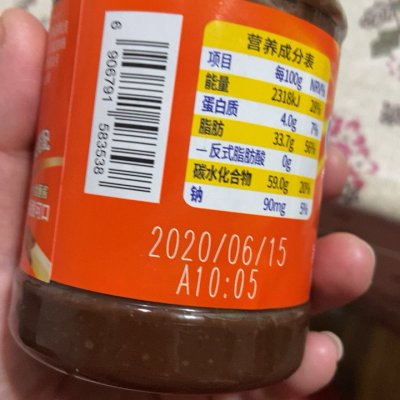 营养成分表
项目 每100g NRV%
能量 2318kJ 28%
蛋白质 4.0g 7%
脂肪 33.7g 56%
—反式脂肪酸 0g
碳水化合物 59.0g 20%
钠 90mg 5%
6 906791 583538
可口
2020/06/15
A10:05